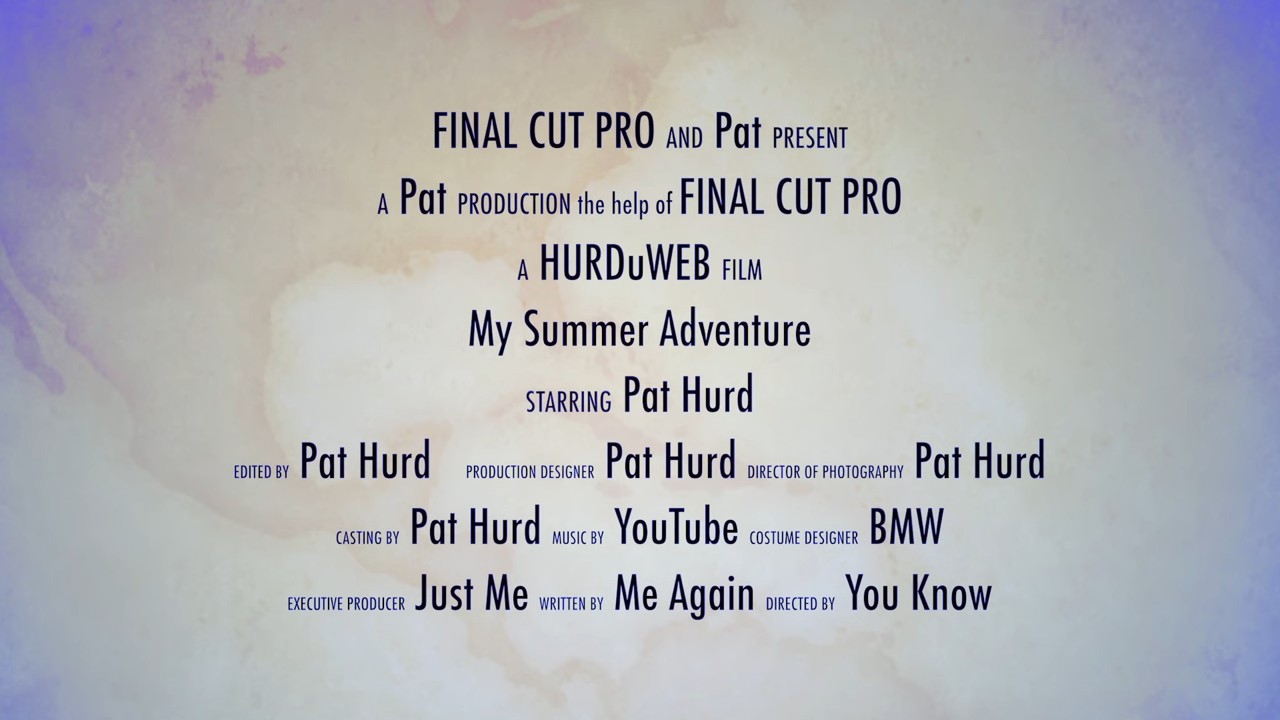 FINAL CUT PRO AND Pat PRESENT
A Pat PRODUCTION the help of FINAL CUT PRO
A HURDuWEB FILM
My Summer Adventure
STARRING Pat Hurd
EDITED BY Pat Hurd PRODUCTION DESIGNER Pat Hurd DIRECTOR OF PHOTOGRAPHY Pat Hurd
CASTING BY Pat Hurd MUSIC BY YouTube COSTUME DESIGNER BMW
EXECUTIVE PRODUCER Just Me WRITTEN BY Me Again DIRECTED BY You Know